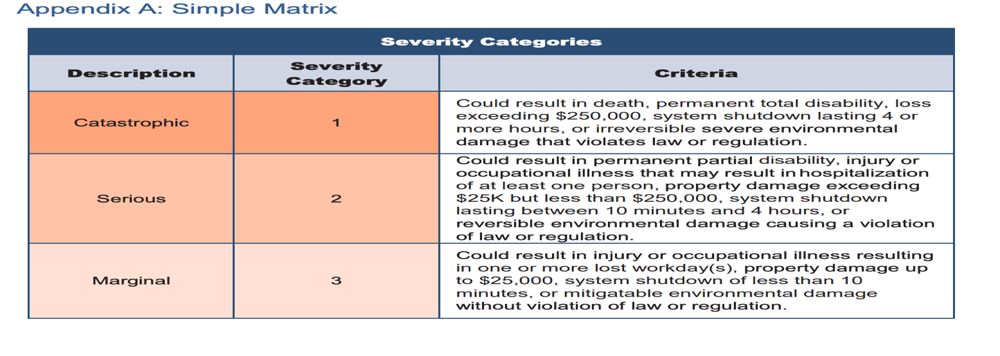 Appendix A: Simple Matrix
Severity Categories
Description
Severity
Category
Criteria
Catastrophic
1
Could result in death, permanent total disability, loss
exceeding $250,000, system shutdown lasting 4 or
more hours, or irreversible severe environmental
damage that violates law or regulation.
Serious
2
Could result in permanent partial disability, injury or
occupational illness that may result in hospitalization
of at least one person, property damage exceeding
$25K but less than $250,000, system shutdown
lasting between 10 minutes and 4 hours, or
reversible environmental damage causing a violation
of law or regulation.
Marginal
3
Could result in injury or occupational illness resulting
in one or more lost workday(s), property damage up
to $25,000, system shutdown of less than 10
minutes, or mitigatable environmental damage
without violation of law or regulation.